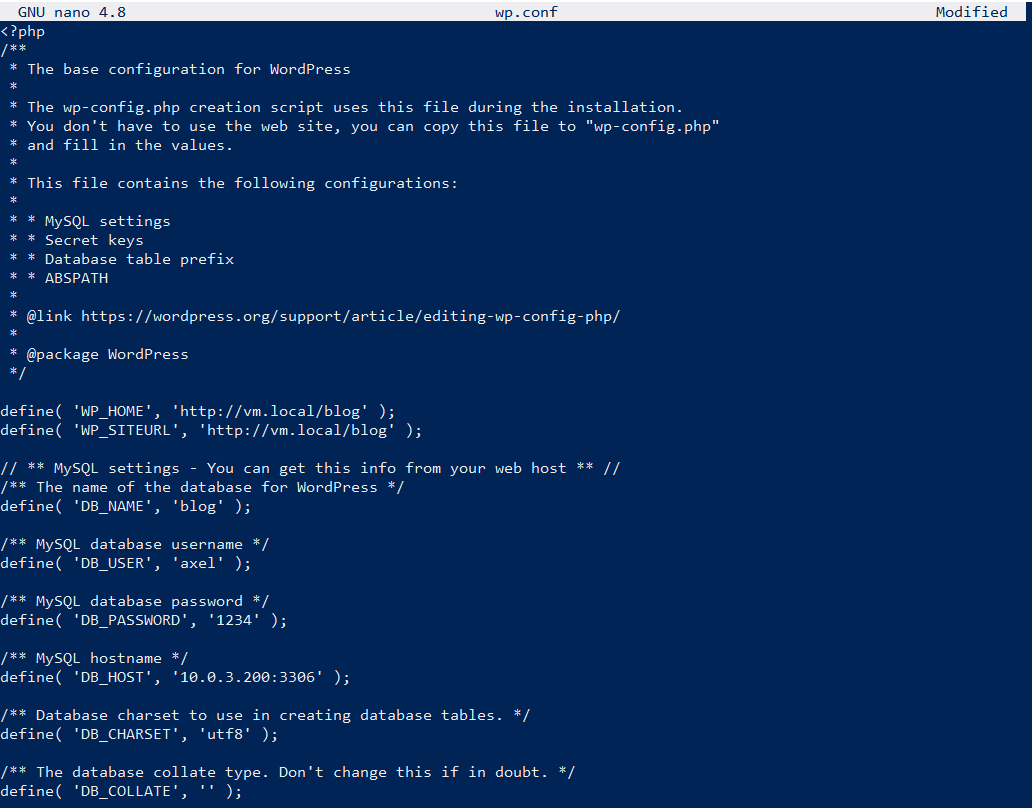 GNU nano 4.8 wp.conf Modified
<?php
/**
 * The base configuration for WordPress
 *
 * The wp-config.php creation script uses this file during the installation.
 * You don't have to use the web site, you can copy this file to "wp-config.php"
 * and fill in the values.
 *
 * This file contains the following configurations:
 *
 * * MySQL settings
 * * Secret keys
 * * Database table prefix
 * * ABSPATH
 *
 * @link https://wordpress.org/support/article/editing-wp-config-php/
 *
 * @package WordPress
 */
define( 'WP_HOME', 'http://vm.local/blog' );
define( 'WP_SITEURL', 'http://vm.local/blog' );
// ** MySQL settings - You can get this info from your web host ** //
/** The name of the database for WordPress */
define( 'DB_NAME', 'blog' );
/** MySQL database username */
define( 'DB_USER', 'axel' );
/** MySQL database password */
define( 'DB_PASSWORD', '1234' );
/** MySQL hostname */
define( 'DB_HOST', '10.0.3.200:3306' );
/** Database charset to use in creating database tables. */
define( 'DB_CHARSET', 'utf8' );
/** The database collate type. Don't change this if in doubt. */
define( 'DB_COLLATE', '' );